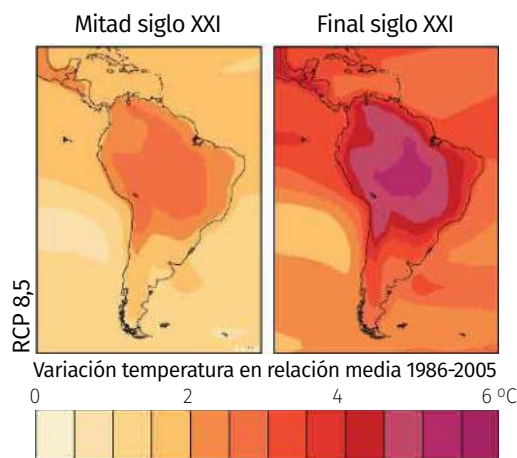 Mitad siglo XXI
Final siglo XXI
RCP 8,5
Variación temperatura en relación media 1986-2005
0 2 4 6 ºC